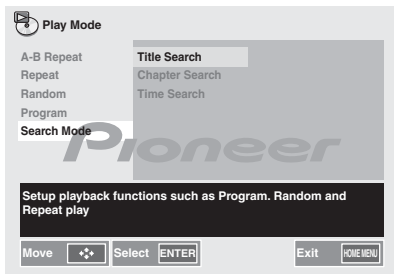 Play Mode
A-B Repeat
Repeat
Random
Program
Search Mode
Title Search
Chapter Search
Time Search
Pioneer
Setup playback functions such as Program. Random and
Repeat play
Move Select ENTER Exit HOME MENU